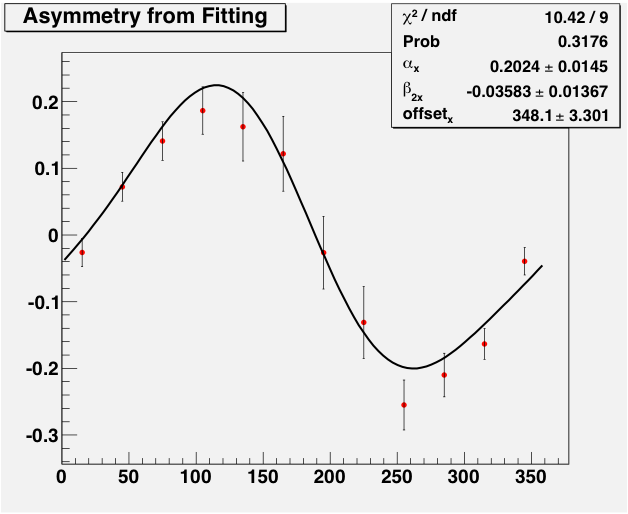 Asymmetry from Fitting
χ² / ndf 10.42 / 9
Prob 0.3176
αₓ 0.2024 ± 0.0145
β₂ₓ -0.03583 ± 0.01367
offsetₓ 348.1 ± 3.301
0.2
0.1
0
-0.1
-0.2
-0.3
0 50 100 150 200 250 300 350